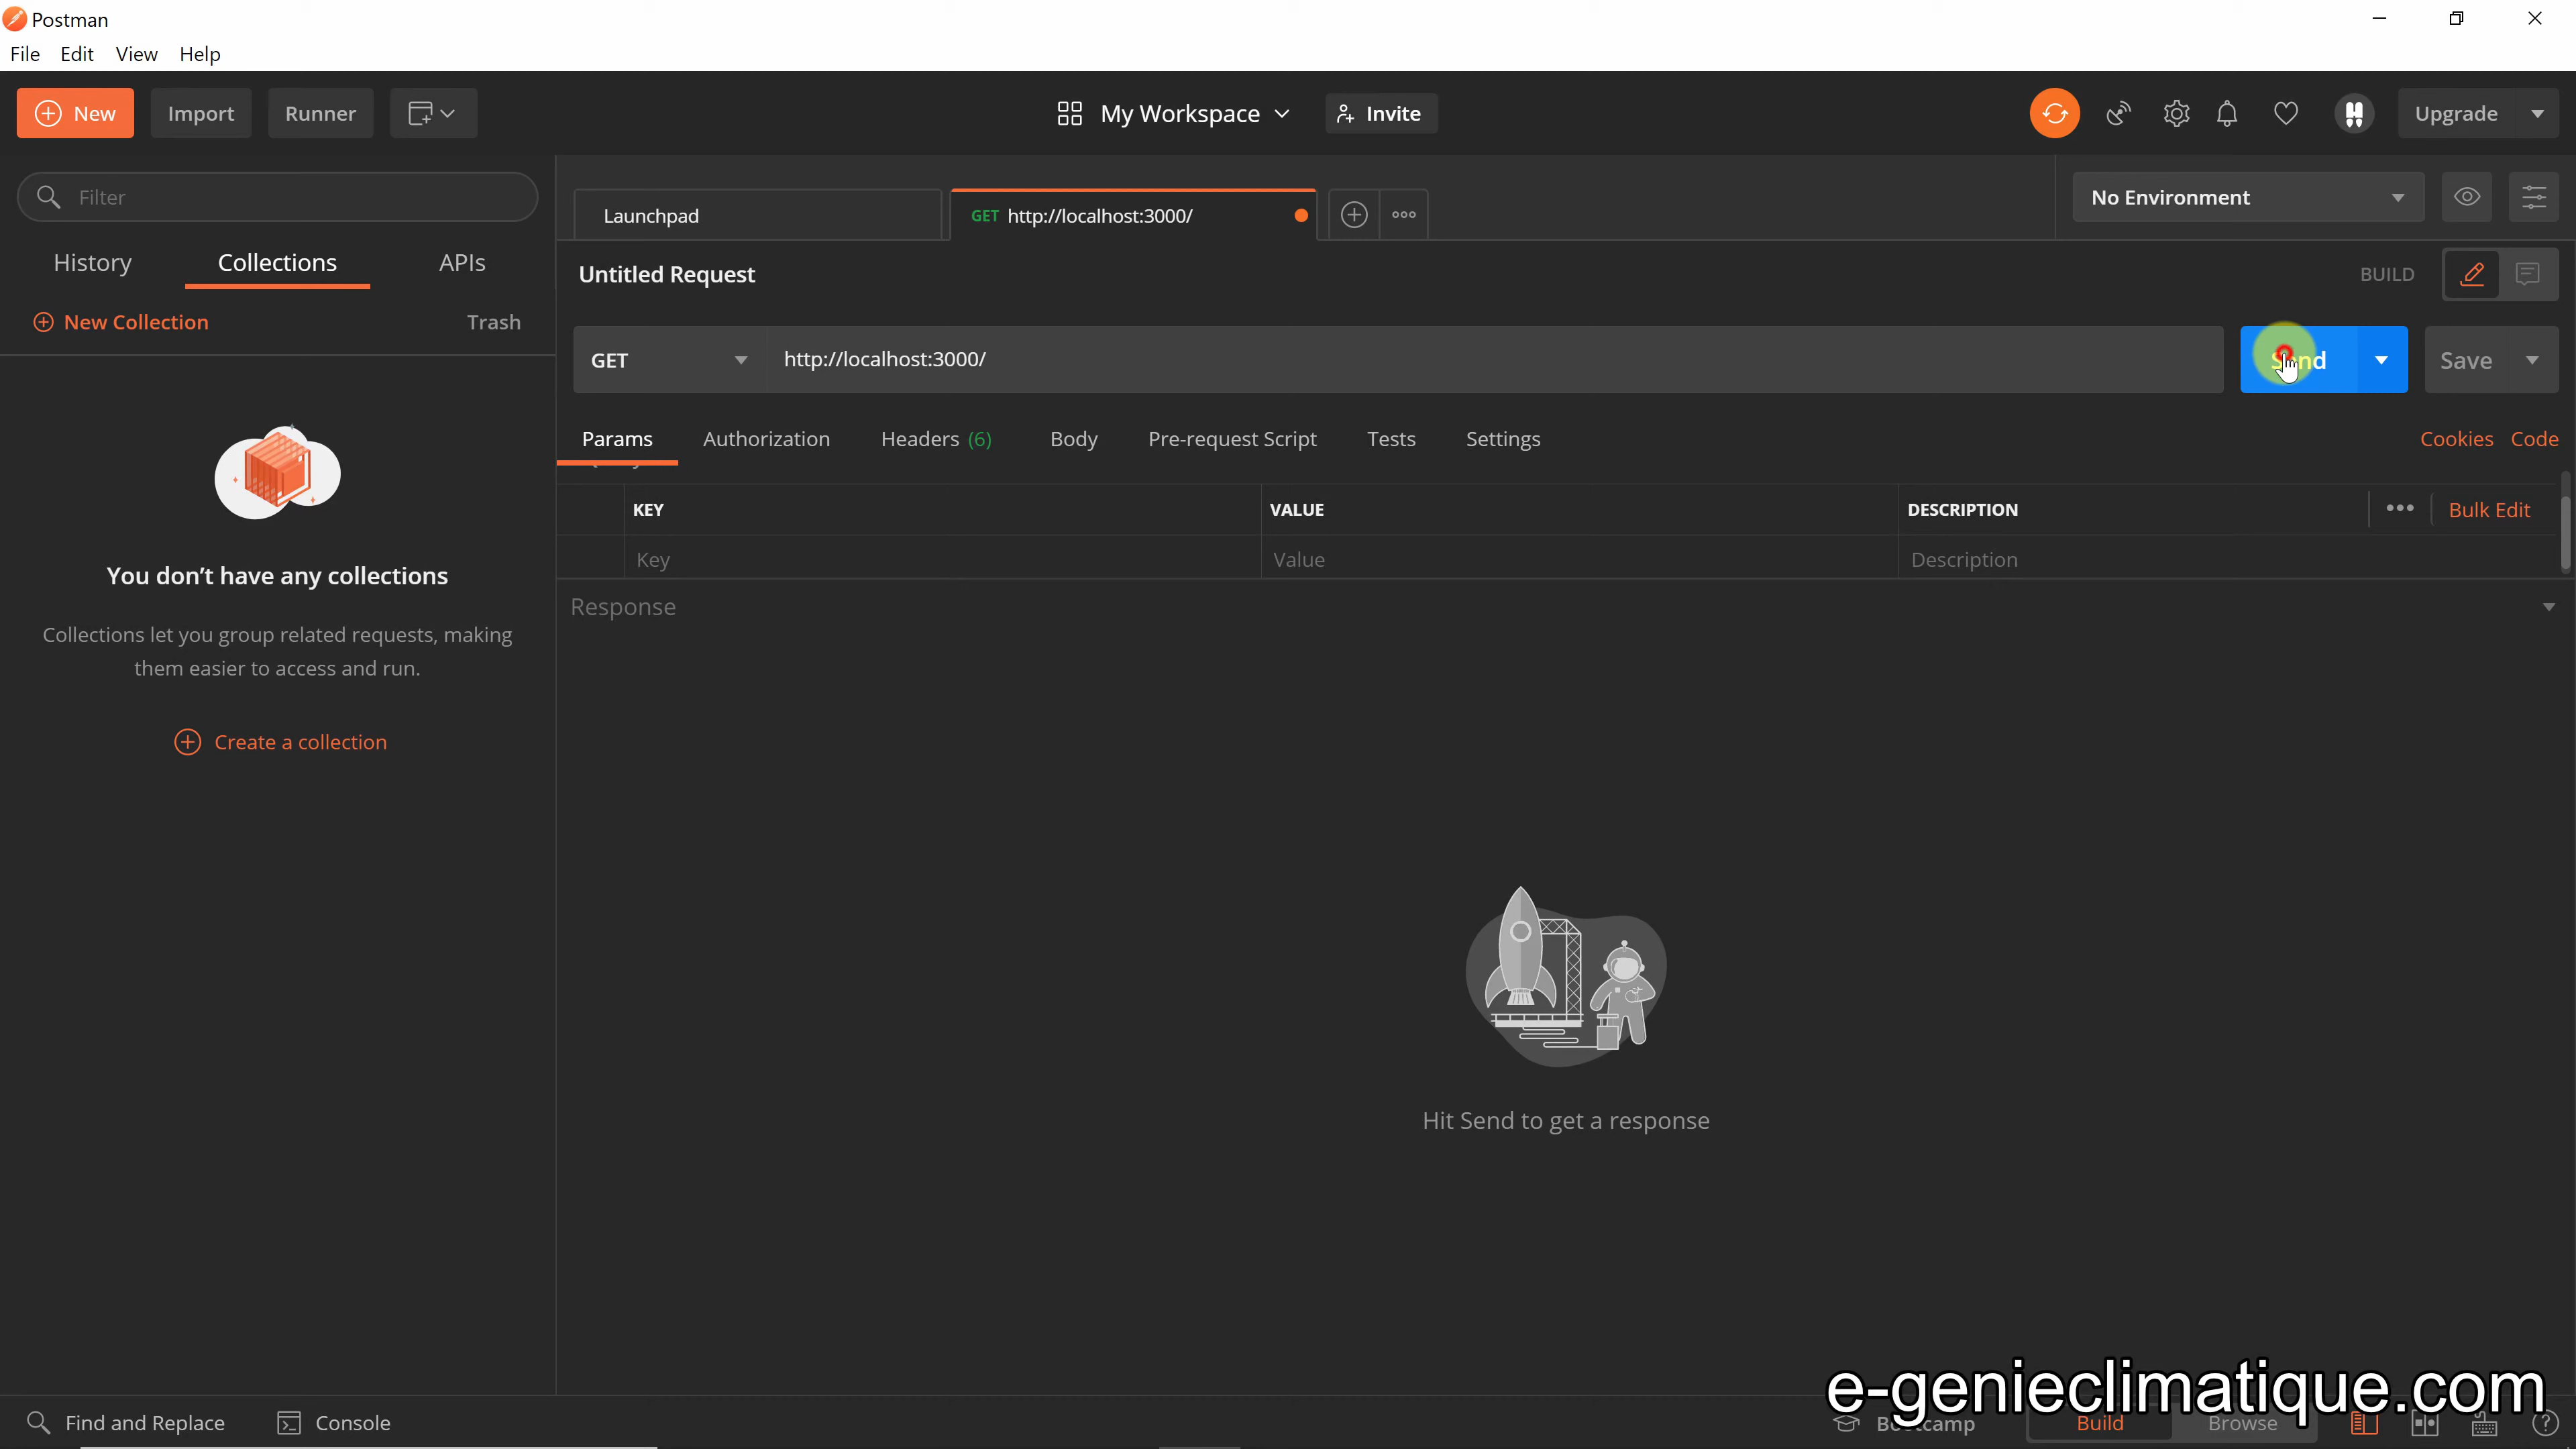 Postman
File Edit View Help
New Import Runner My Workspace Invite Upgrade
Filter
History Collections APIs
New Collection Trash
You don't have any collections
Collections let you group related requests, making
them easier to access and run.
Create a collection
Launchpad GET http://localhost:3000/ No Environment
Untitled Request BUILD
GET http://localhost:3000/ Send Save
Params Authorization Headers (6) Body Pre-request Script Tests Settings Cookies Code
KEY VALUE DESCRIPTION Bulk Edit
Key Value Description
Response
Hit Send to get a response
e-genieclimatique.com
Find and Replace Console Bootcamp Build Browse